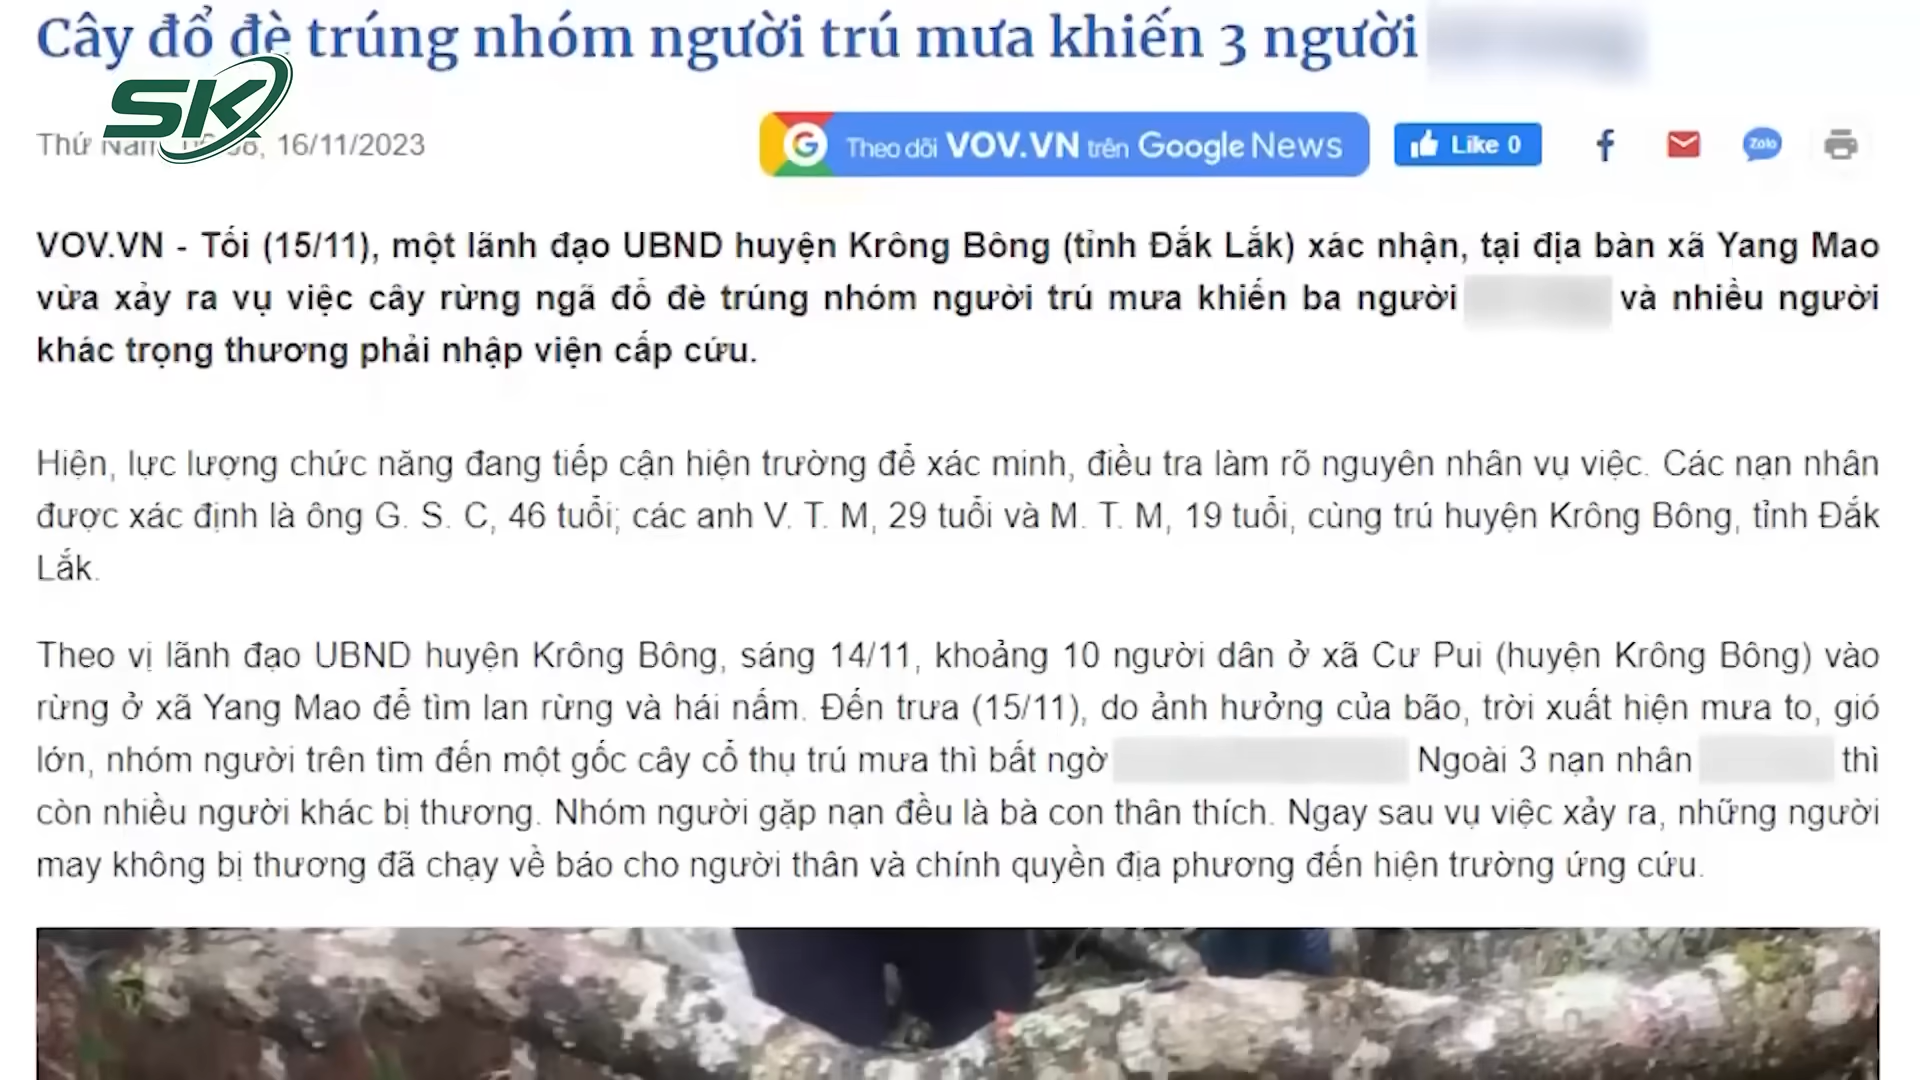 Cây đổ đè trúng nhóm người trú mưa khiến 3 người
SK
Thứ Năm, 16/11/2023
Theo dõi VOV.VN trên Google News
Like 0
Zalo
VOV.VN - Tối (15/11), một lãnh đạo UBND huyện Krông Bông (tỉnh Đắk Lắk) xác nhận, tại địa bàn xã Yang Mao
vừa xảy ra vụ việc cây rừng ngã đổ đè trúng nhóm người trú mưa khiến ba người và nhiều người
khác trọng thương phải nhập viện cấp cứu.
Hiện, lực lượng chức năng đang tiếp cận hiện trường để xác minh, điều tra làm rõ nguyên nhân vụ việc. Các nạn nhân
được xác định là ông G. S. C, 46 tuổi; các anh V. T. M, 29 tuổi và M. T. M, 19 tuổi, cùng trú huyện Krông Bông, tỉnh Đắk
Lắk.
Theo vị lãnh đạo UBND huyện Krông Bông, sáng 14/11, khoảng 10 người dân ở xã Cư Pui (huyện Krông Bông) vào
rừng ở xã Yang Mao để tìm lan rừng và hái nấm. Đến trưa (15/11), do ảnh hưởng của bão, trời xuất hiện mưa to, gió
lớn, nhóm người trên tìm đến một gốc cây cổ thụ trú mưa thì bất ngờ Ngoài 3 nạn nhân thì
còn nhiều người khác bị thương. Nhóm người gặp nạn đều là bà con thân thích. Ngay sau vụ việc xảy ra, những người
may không bị thương đã chạy về báo cho người thân và chính quyền địa phương đến hiện trường ứng cứu.